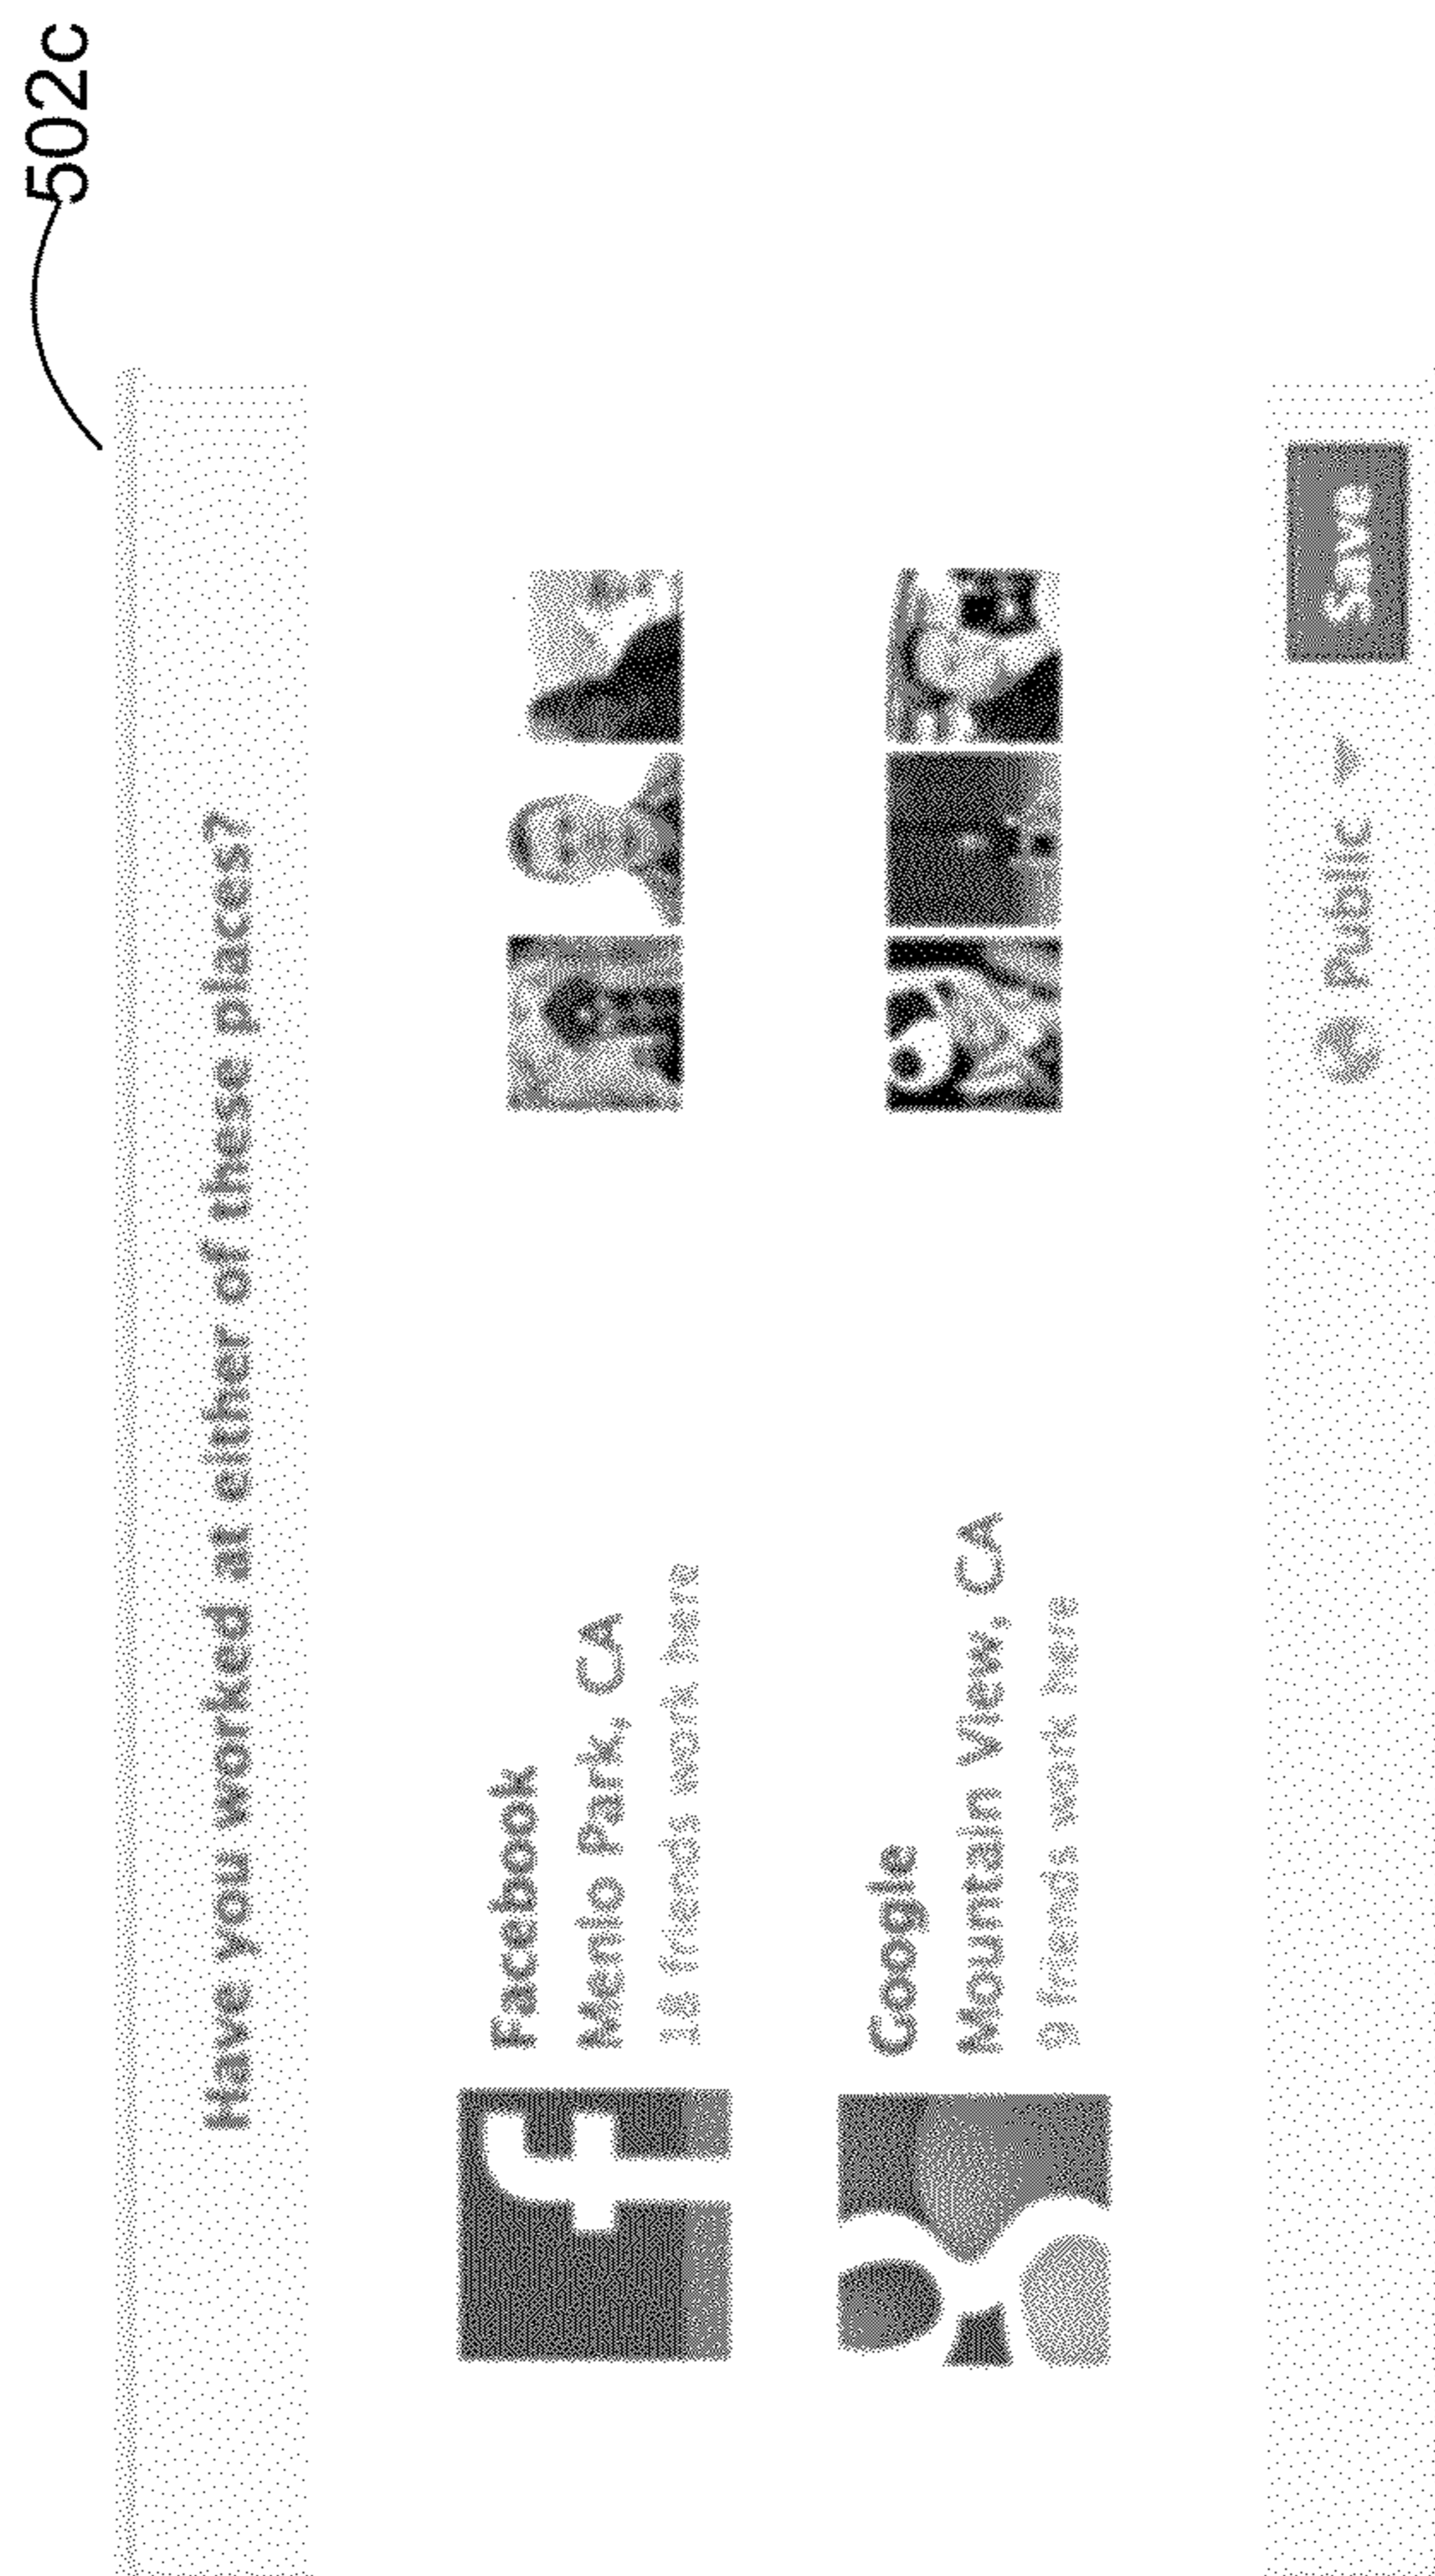 502c
Have you worked at either of these places?
f
Facebook
Menlo Park, CA
friends work here
Google
Mountain View, CA
9 friends work here
Public
Save